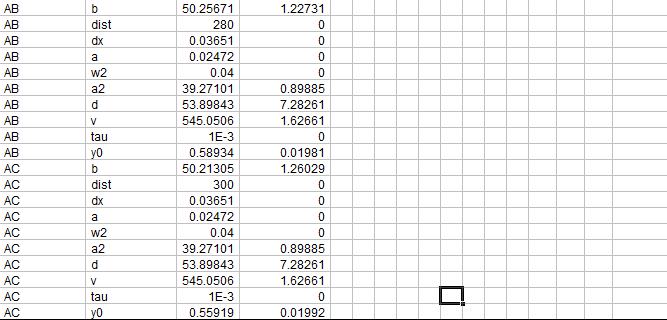 AB b 50.25671 1.22731
AB dist 280 0
AB dx 0.03651 0
AB a 0.02472 0
AB w2 0.04 0
AB a2 39.27101 0.89885
AB d 53.89843 7.28261
AB v 545.0506 1.62661
AB tau 1E-3 0
AB y0 0.58934 0.01981
AC b 50.21305 1.26029
AC dist 300 0
AC dx 0.03651 0
AC a 0.02472 0
AC w2 0.04 0
AC a2 39.27101 0.89885
AC d 53.89843 7.28261
AC v 545.0506 1.62661
AC tau 1E-3 0
AC y0 0.55919 0.01992